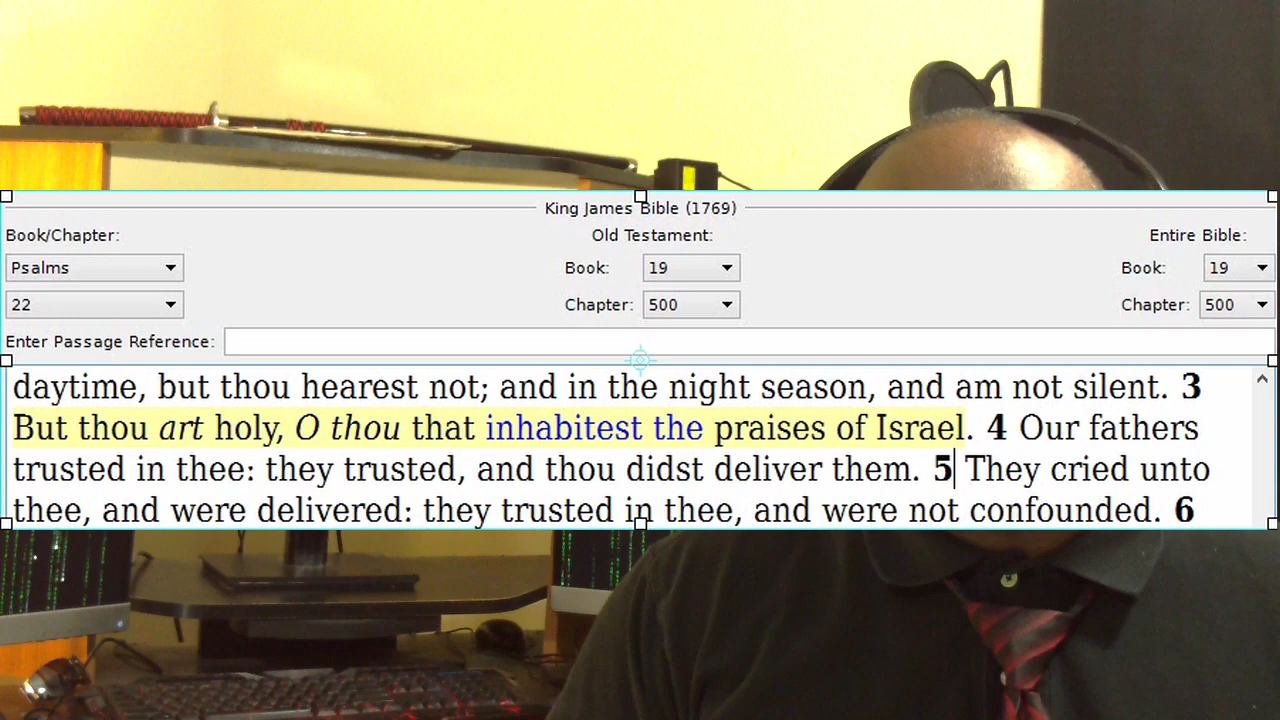 King James Bible (1769)
Book/Chapter: Old Testament: Entire Bible:
Psalms Book: 19 Book: 19
22 Chapter: 500 Chapter: 500
Enter Passage Reference:
daytime, but thou hearest not; and in the night season, and am not silent. 3
But thou art holy, O thou that inhabitest the praises of Israel. 4 Our fathers
trusted in thee: they trusted, and thou didst deliver them. 5 They cried unto
thee, and were delivered: they trusted in thee, and were not confounded. 6